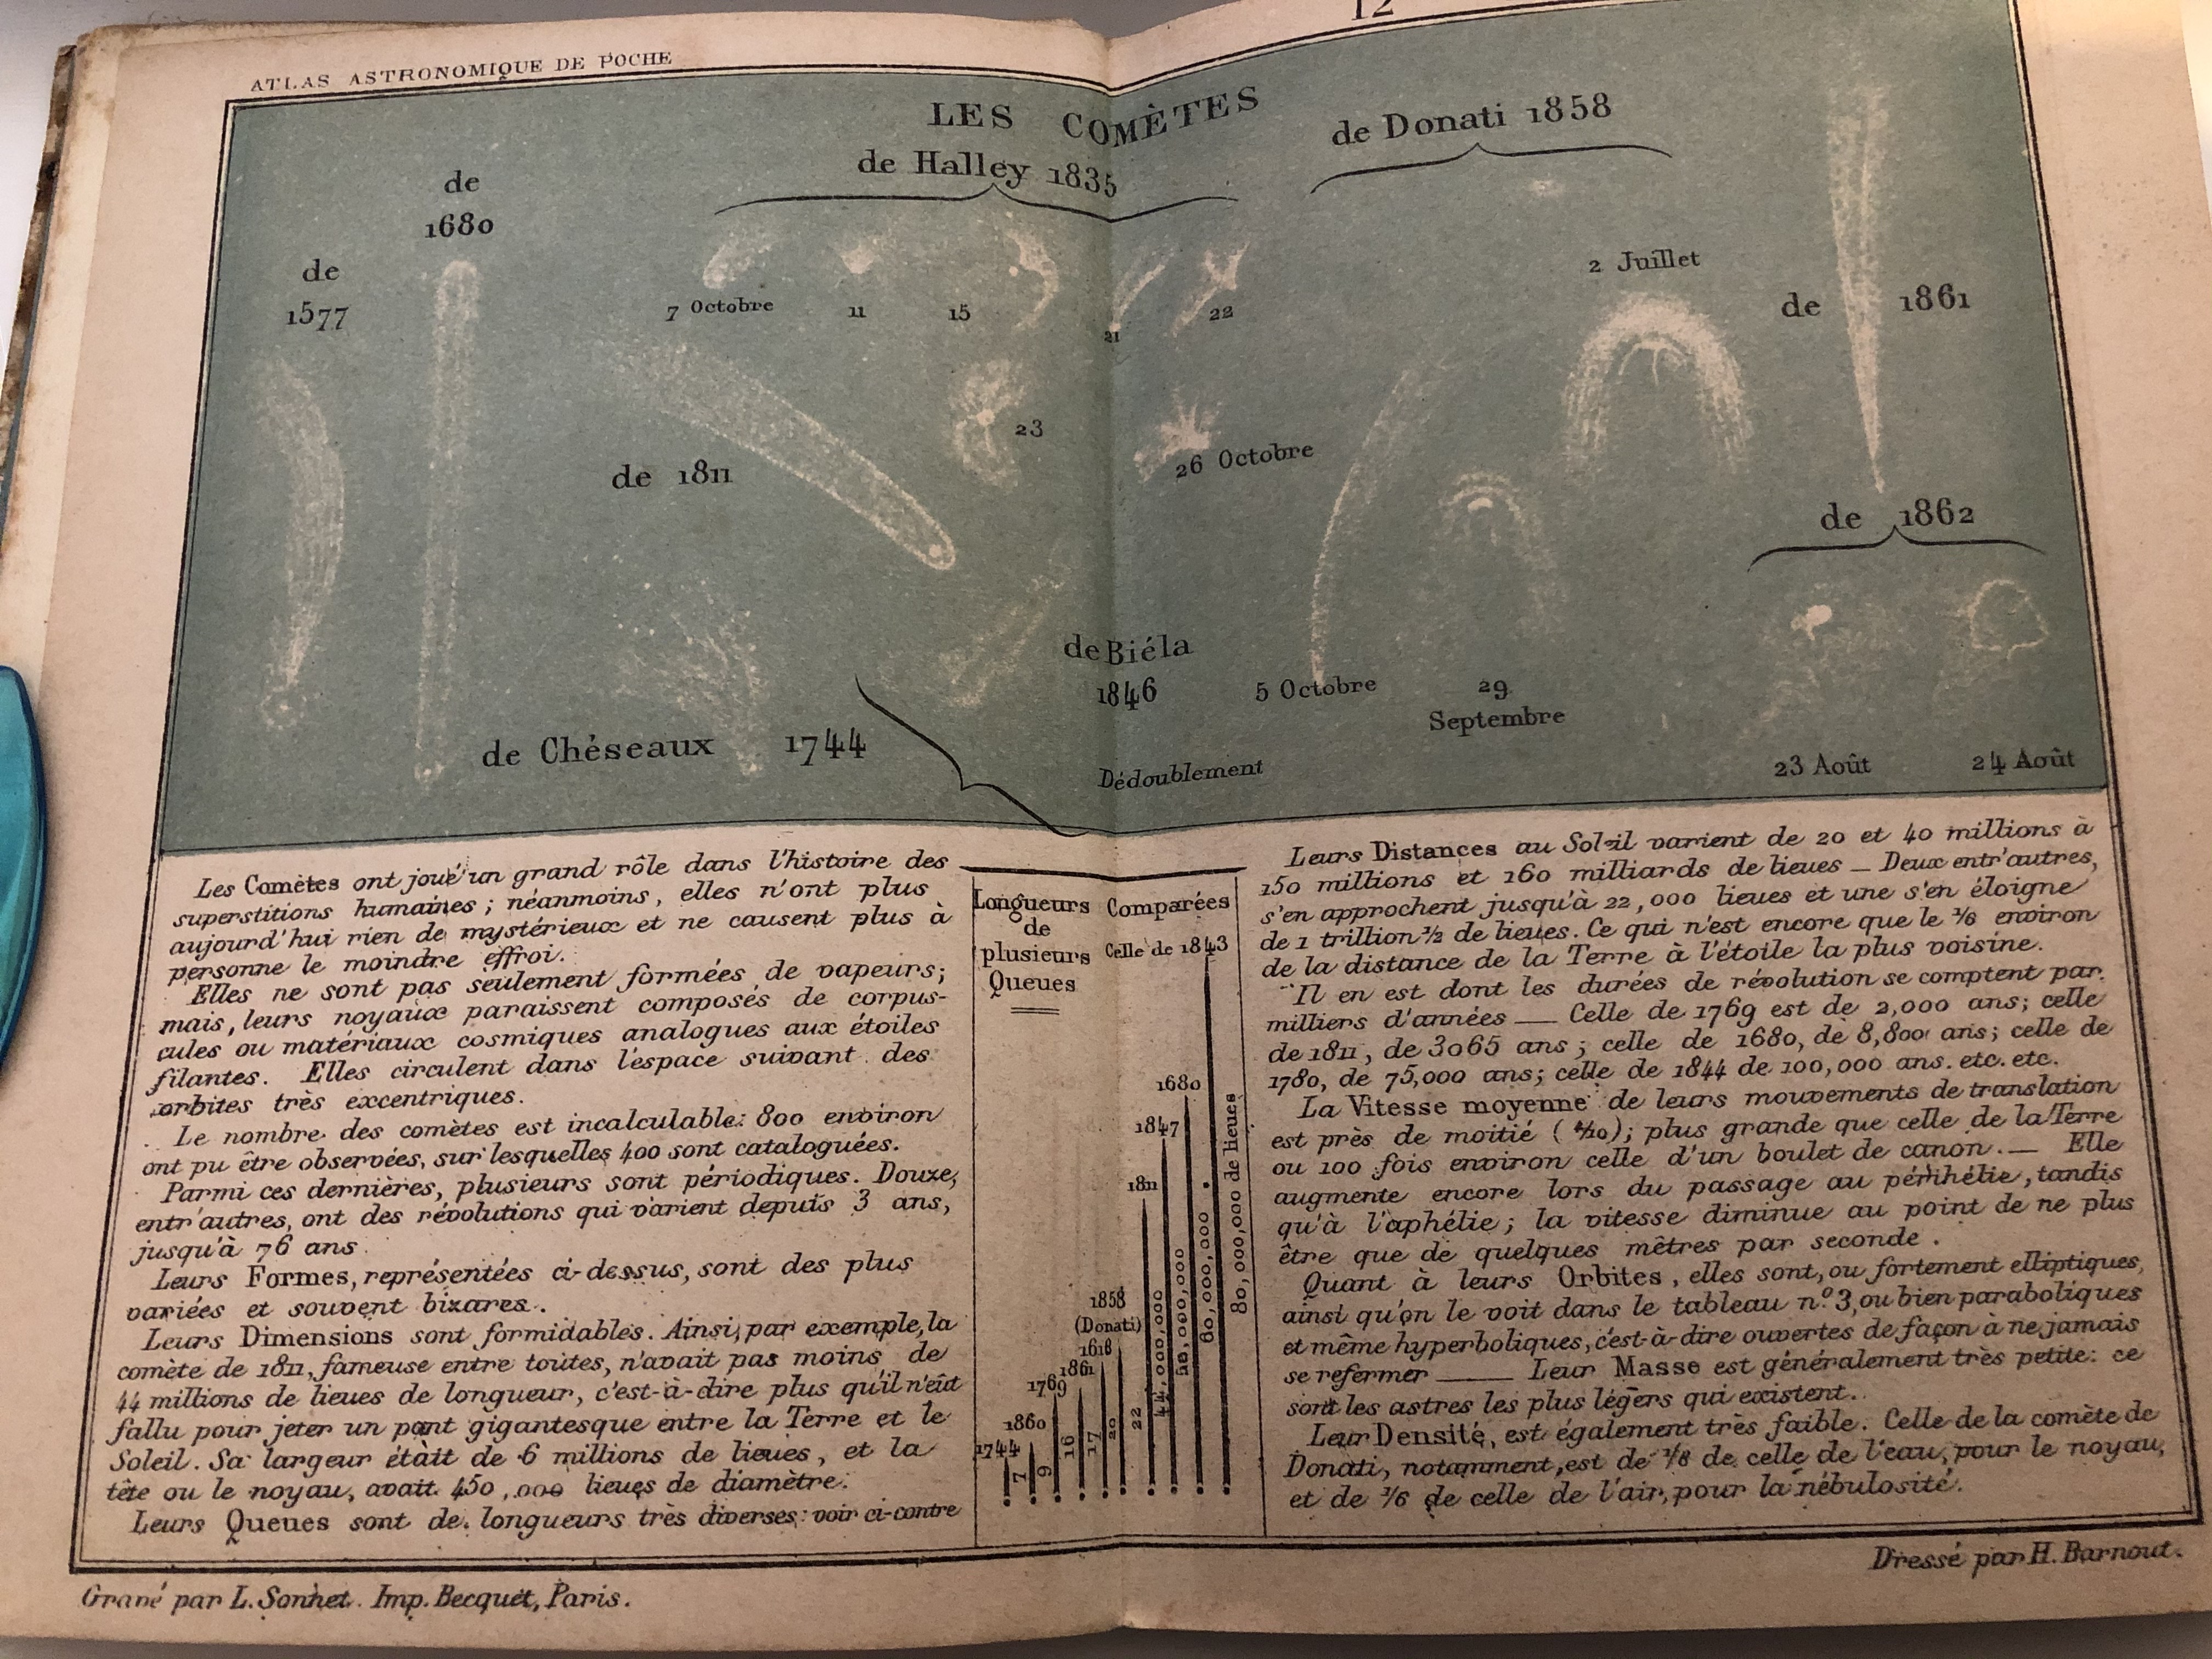 ATLAS ASTRONOMIQUE DE POCHE
12
LES COMÈTES
de Halley 1835
de Donati 1858
de
1680
de
1577
7 Octobre
11
15
21
22
2 Juillet
de 1861
23
26 Octobre
de 1811
de 1862
de Biéla
1846
5 Octobre
29
Septembre
de Chéseaux 1744
Dédoublement
23 Août
24 Août
Les Comètes ont joué un grand rôle dans l'histoire des
superstitions humaines ; néanmoins, elles n'ont plus
aujourd'hui rien de mystérieux et ne causent plus à
personne le moindre effroi.
Elles ne sont pas seulement formées de vapeurs;
mais, leurs noyaux paraissent composés de corpus-
cules ou matériaux cosmiques analogues aux étoiles
filantes. Elles circulent dans l'espace suivant des
orbites très excentriques.
Le nombre des comètes est incalculable: 800 environ
ont pu être observées, sur lesquelles 400 sont cataloguées.
Parmi ces dernières, plusieurs sont périodiques. Douze,
entr'autres, ont des révolutions qui varient depuis 3 ans,
jusqu'à 76 ans.
Leurs Formes, représentées ci-dessus, sont des plus
variées et souvent bizares.
Leurs Dimensions sont formidables. Ainsi, par exemple, la
comète de 1811, fameuse entre toutes, n'avait pas moins de
44 millions de lieues de longueur, c'est-à-dire plus qu'il n'eût
fallu pour jeter un pont gigantesque entre la Terre et le
Soleil. Sa largeur était de 6 millions de lieues, et la
tête ou le noyau, avait 450,000 lieues de diamètre.
Leurs Queues sont de longueurs très diverses: voir ci-contre
Longueurs Comparées
de
plusieurs
Queues
Celle de 1843
1680
1847
1811
1858
(Donati)
1618
1861
1769
1860
1744
7
9
16
17
20
22
44,000,000
50,000,000
60,000,000
80,000,000 de lieues
Leurs Distances au Soleil varient de 20 et 40 millions à
150 millions et 160 milliards de lieues — Deux entr'autres,
s'en approchent jusqu'à 22,000 lieues et une s'en éloigne
de 1 trillion ½ de lieues. Ce qui n'est encore que le environ
de la distance de la Terre à l'étoile la plus voisine.
Il en est dont les durées de révolution se comptent par
milliers d'années — Celle de 1769 est de 2,000 ans; celle
de 1811, de 3065 ans ; celle de 1680, de 8,800 ans; celle de
1780, de 75,000 ans; celle de 1844 de 100,000 ans. etc. etc.
La Vitesse moyenne de leurs mouvements de translation
est près de moitié ( ); plus grande que celle de la Terre
ou 100 fois environ celle d'un boulet de canon. — Elle
augmente encore lors du passage au périhélie, tandis
qu'à l'aphélie ; la vitesse diminue au point de ne plus
être que de quelques mêtres par seconde.
Quant à leurs Orbites, elles sont, ou fortement elliptiques,
ainsi qu'on le voit dans le tableau n.º 3, ou bien paraboliques
et même hyperboliques, c'est-à-dire ouvertes de façon à ne jamais
se refermer —— Leur Masse est généralement très petite: ce
sont les astres les plus légers qui existent.
Leur Densité, est également très faible. Celle de la comète de
Donati, notamment, est de 1/8 de celle de l'eau, pour le noyau,
et de de celle de l'air, pour la nébulosité.
Gravé par L. Sonnet. Imp. Becquet, Paris.
Dressé par H. Barnout.